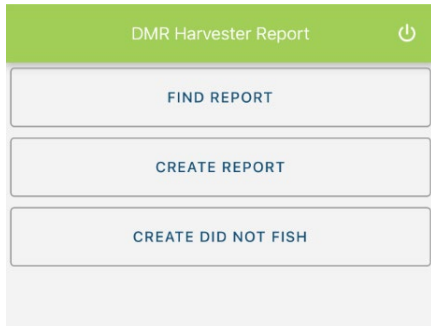 DMR Harvester Report
FIND REPORT
CREATE REPORT
CREATE DID NOT FISH